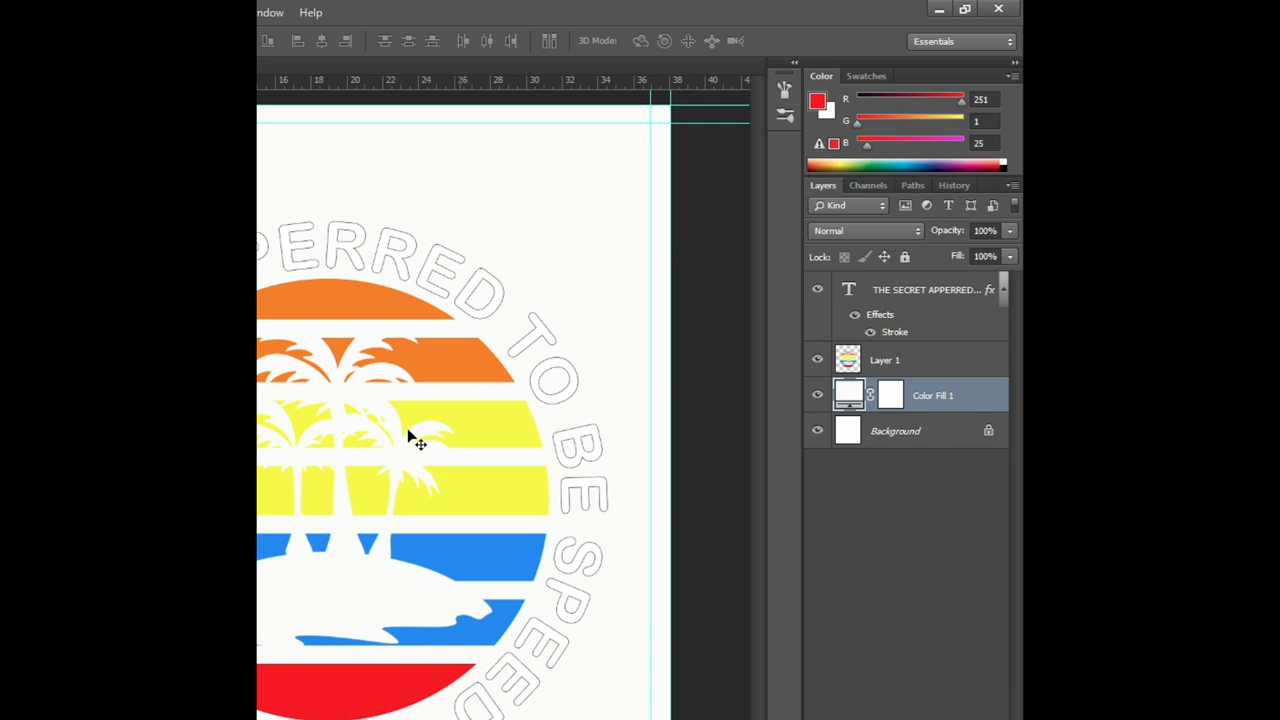 ndow Help
3D Mode:
Essentials
16 18 20 22 24 26 28 30 32 34 36 38 40 4
Color Swatches
R 251
G 1
B 25
Layers Channels Paths History
Kind
Normal Opacity: 100%
Lock: Fill: 100%
T THE SECRET APPERRED... fx
Effects
Stroke
Layer 1
Color Fill 1
Background
PERRED TO BE SPEED